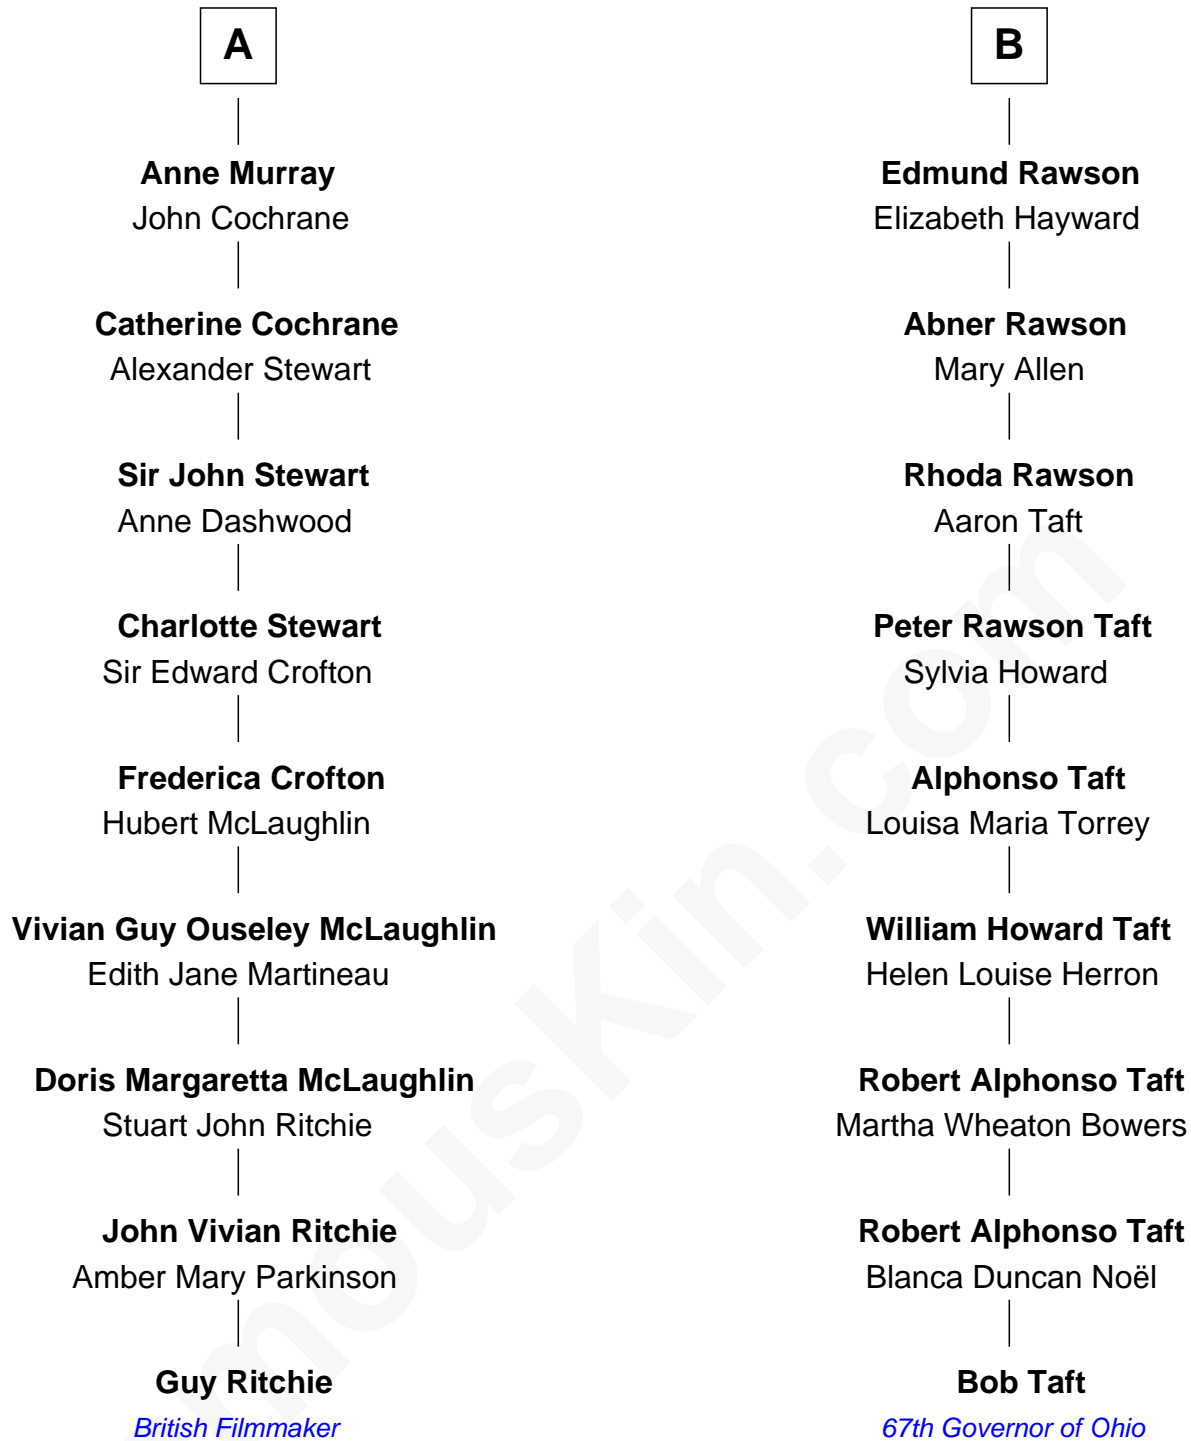 A
Anne Murray
John Cochrane
Catherine Cochrane
Alexander Stewart
Sir John Stewart
Anne Dashwood
Charlotte Stewart
Sir Edward Crofton
Frederica Crofton
Hubert McLaughlin
Vivian Guy Ouseley McLaughlin
Edith Jane Martineau
Doris Margaretta McLaughlin
Stuart John Ritchie
John Vivian Ritchie
Amber Mary Parkinson
Guy Ritchie
British Filmmaker
B
Edmund Rawson
Elizabeth Hayward
Abner Rawson
Mary Allen
Rhoda Rawson
Aaron Taft
Peter Rawson Taft
Sylvia Howard
Alphonso Taft
Louisa Maria Torrey
William Howard Taft
Helen Louise Herron
Robert Alphonso Taft
Martha Wheaton Bowers
Robert Alphonso Taft
Blanca Duncan Noël
Bob Taft
67th Governor of Ohio
mouskin.com